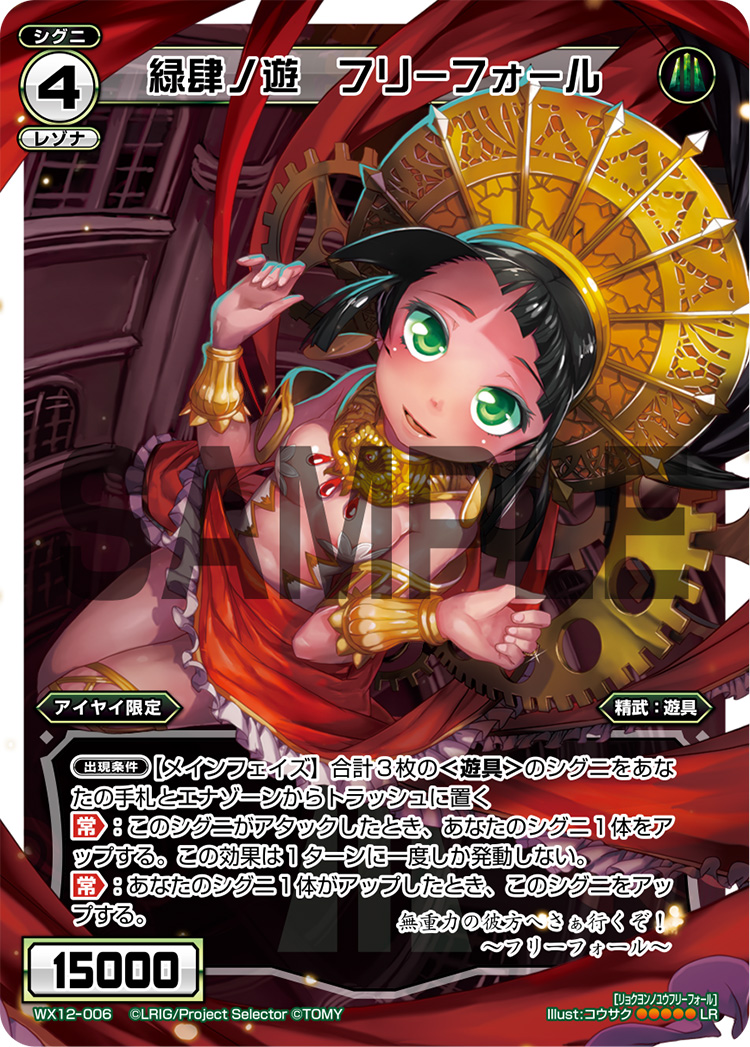 シグニ
4
レゾナ
緑肆ノ遊　フリーフォール
SAMPLE
アイヤイ限定
精武：遊具
出現条件【メインフェイズ】合計３枚の＜遊具＞のシグニをあな
たの手札とエナゾーンからトラッシュに置く
常：このシグニがアタックしたとき、あなたのシグニ１体をア
ップする。この効果は１ターンに一度しか発動しない。
常：あなたのシグニ１体がアップしたとき、このシグニをアッ
プする。
無重力の彼方へさぁ行くぞ！
～フリーフォール～
15000
［リョクヨンノユウフリーフォール］
WX12-006　©LRIG/Project Selector ©TOMY
Illust:コウサク
LR